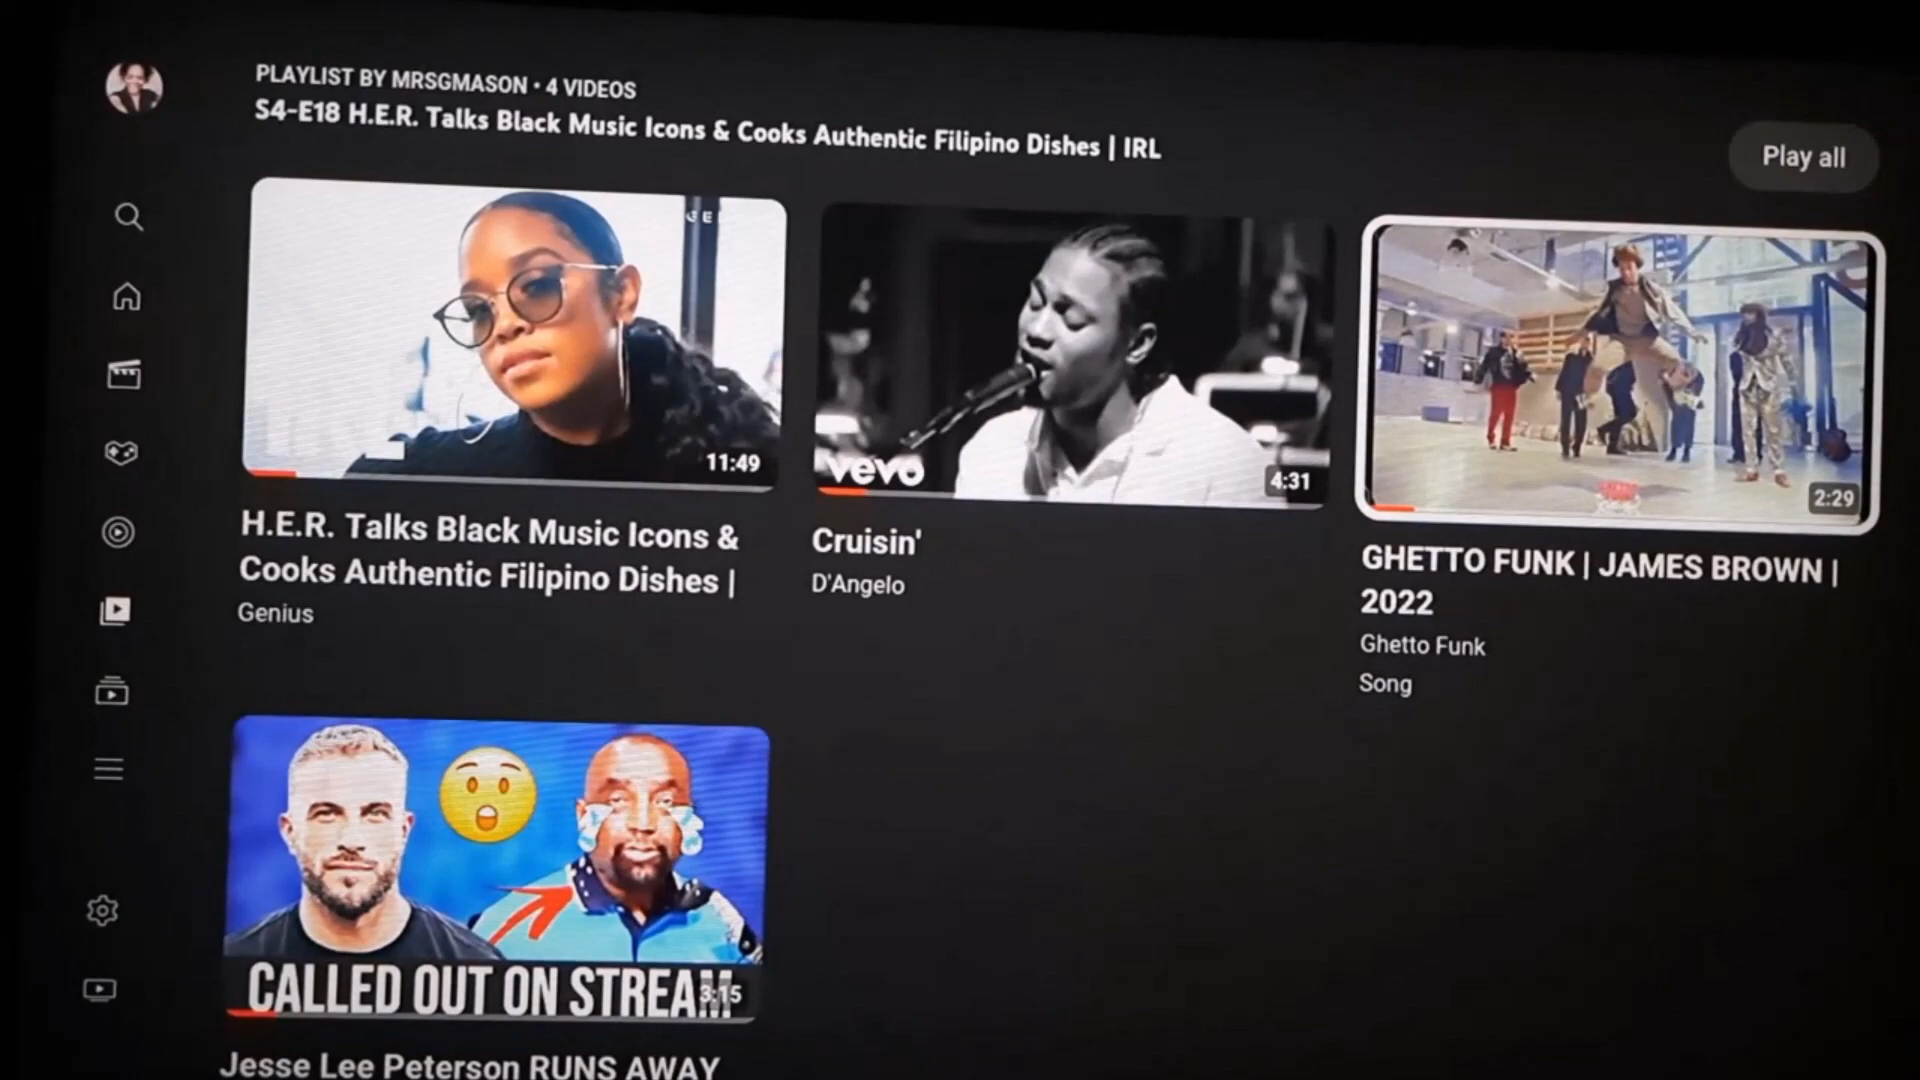 PLAYLIST BY MRSGMASON • 4 VIDEOS
S4-E18 H.E.R. Talks Black Music Icons & Cooks Authentic Filipino Dishes | IRL
Play all
11:49
vevo
4:31
2:29
H.E.R. Talks Black Music Icons &
Cooks Authentic Filipino Dishes |
Genius
Cruisin'
D'Angelo
GHETTO FUNK | JAMES BROWN |
2022
Ghetto Funk
Song
CALLED OUT ON STREAM
3:15
Jesse Lee Peterson RUNS AWAY